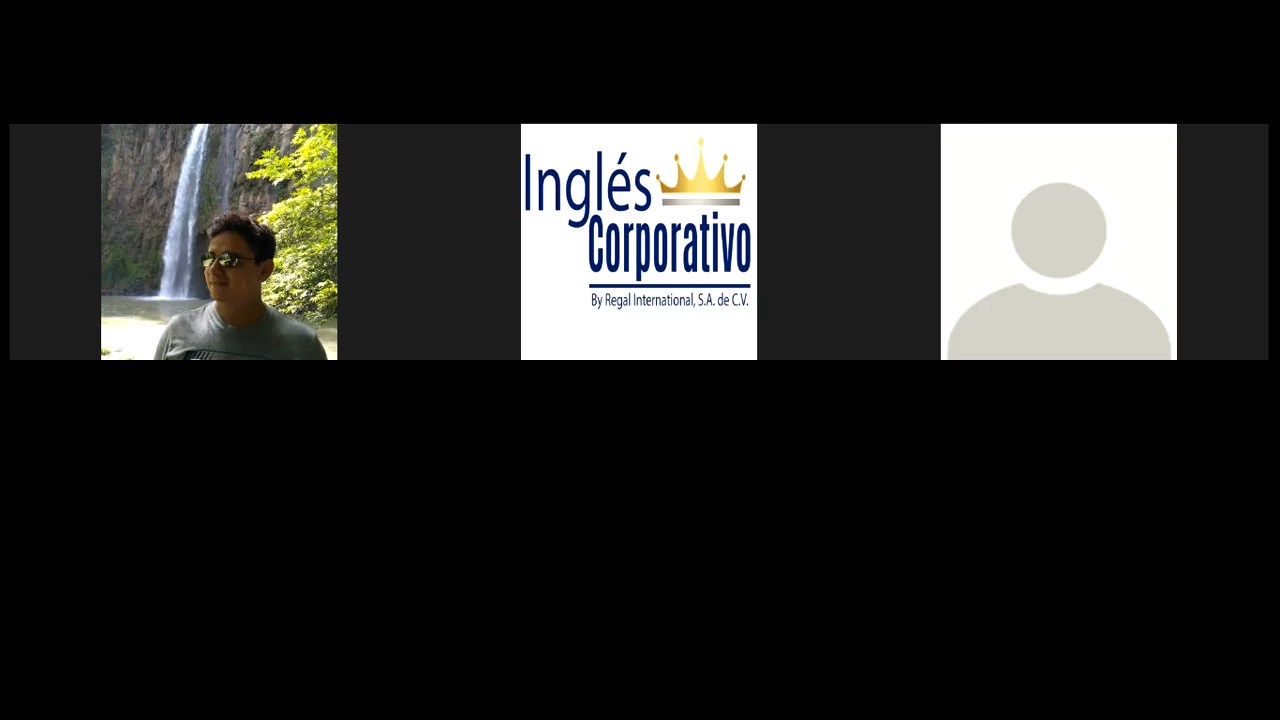 Inglés
Corporativo
By Regal International, S.A. de C.V.